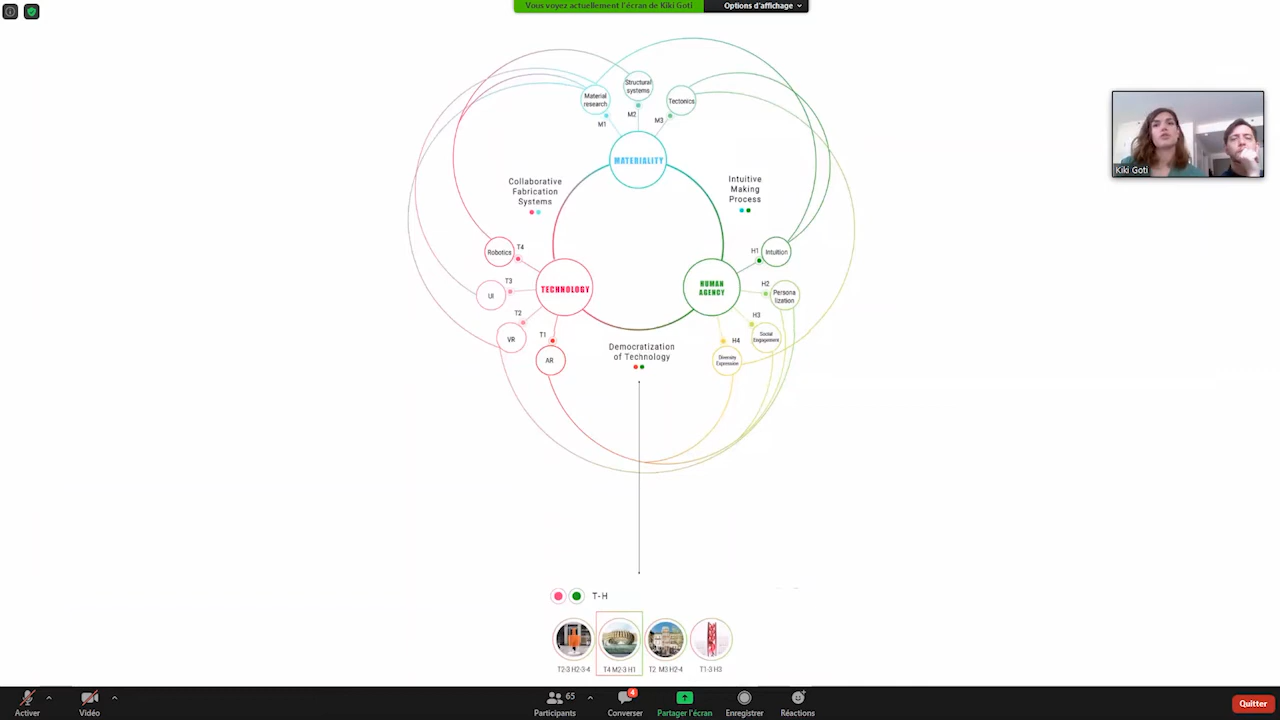 Vous voyez actuellement l'écran de Kiki Goti
Options d'affichage
Structural
systems
Material
research
Tectonics
M1
M2
M3
MATERIALITY
Collaborative
Fabrication
Systems
Intuitive
Making
Process
Kiki Goti
Robotics
T4
H1
Intuition
T3
UI
TECHNOLOGY
HUMAN
AGENCY
H2
Persona
lization
T2
VR
H3
Social
Engagement
T1
AR
H4
Diversity
Expression
Democratization
of Technology
T-H
T2-3 H2-3-4
T4 M2-3 H1
T2 M3 H2-4
T1-3 H3
Activer
Vidéo
65
Participants
4
Converser
Partager l'écran
Enregistrer
Réactions
Quitter